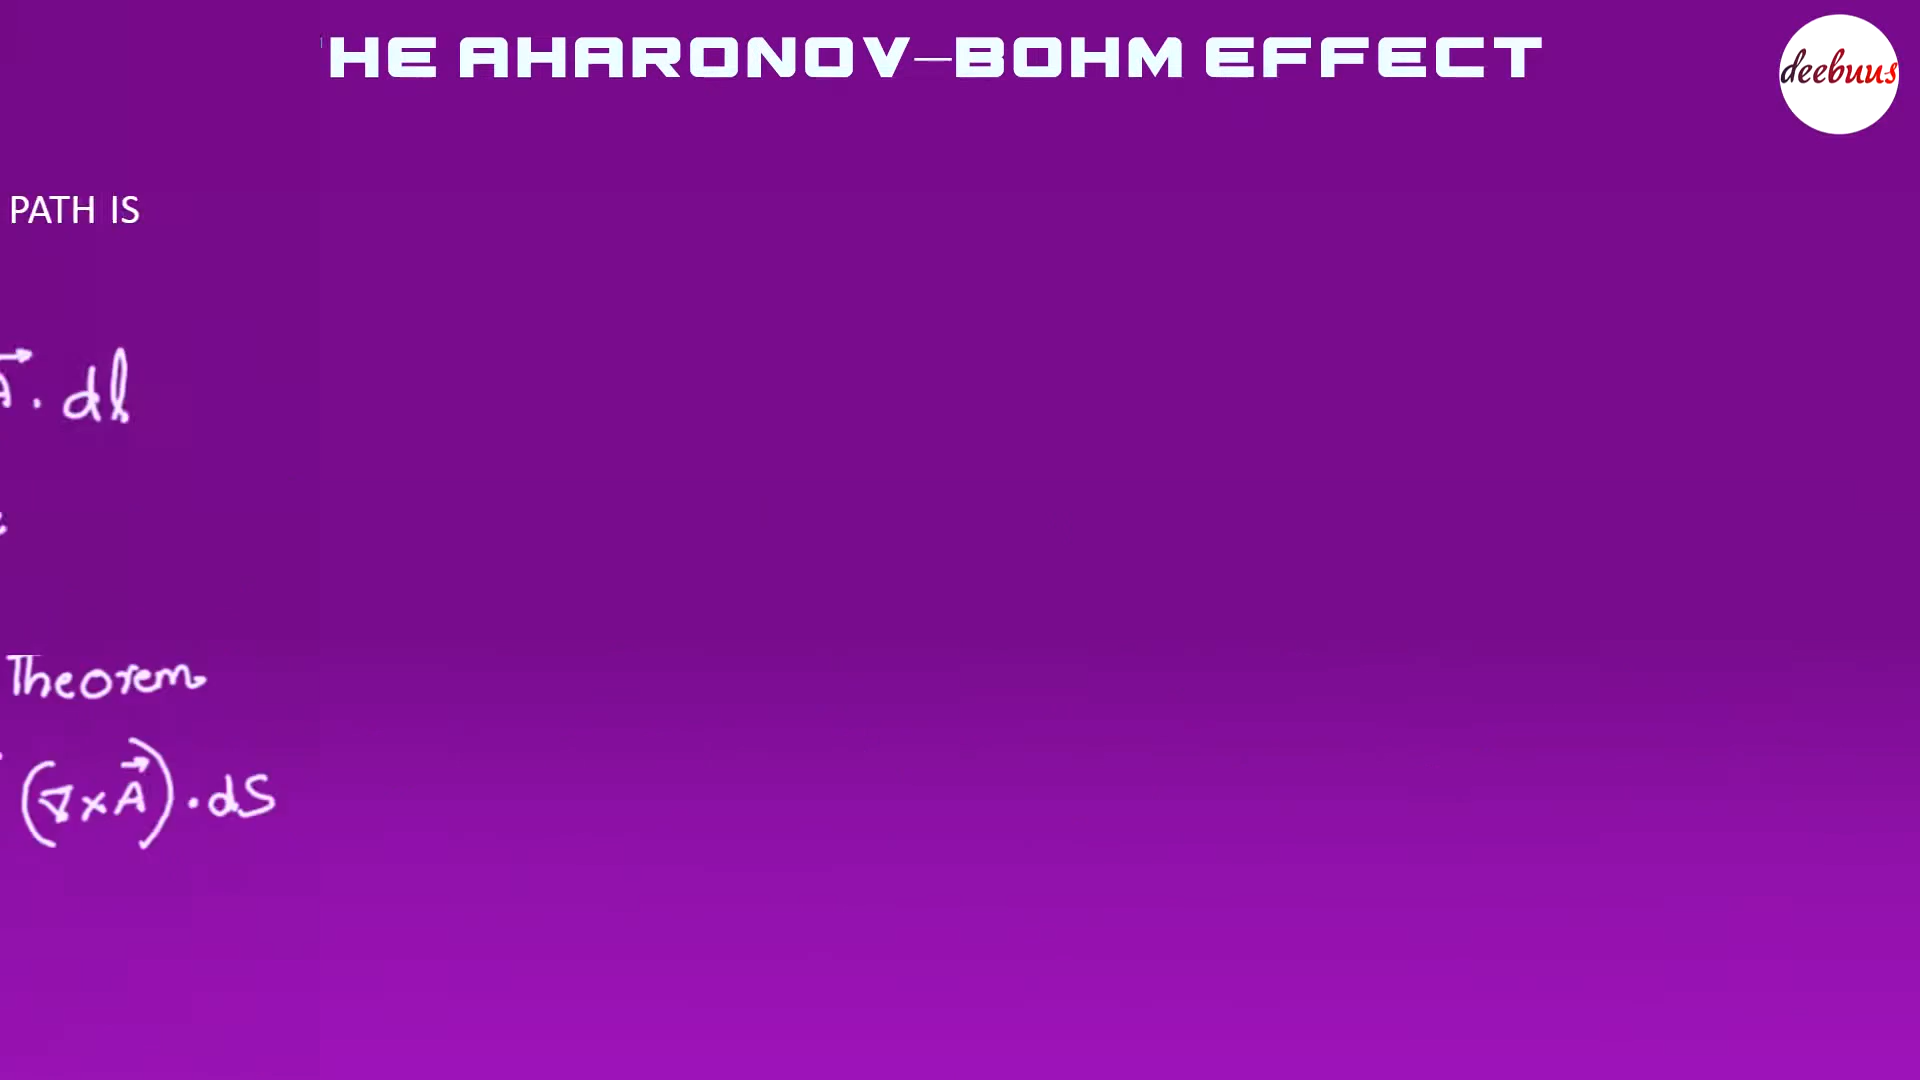 HE AHARONOV–BOHM EFFECT
deebuus
PATH IS
A⃗ . dl
Theorem
(∇×A⃗) . dS